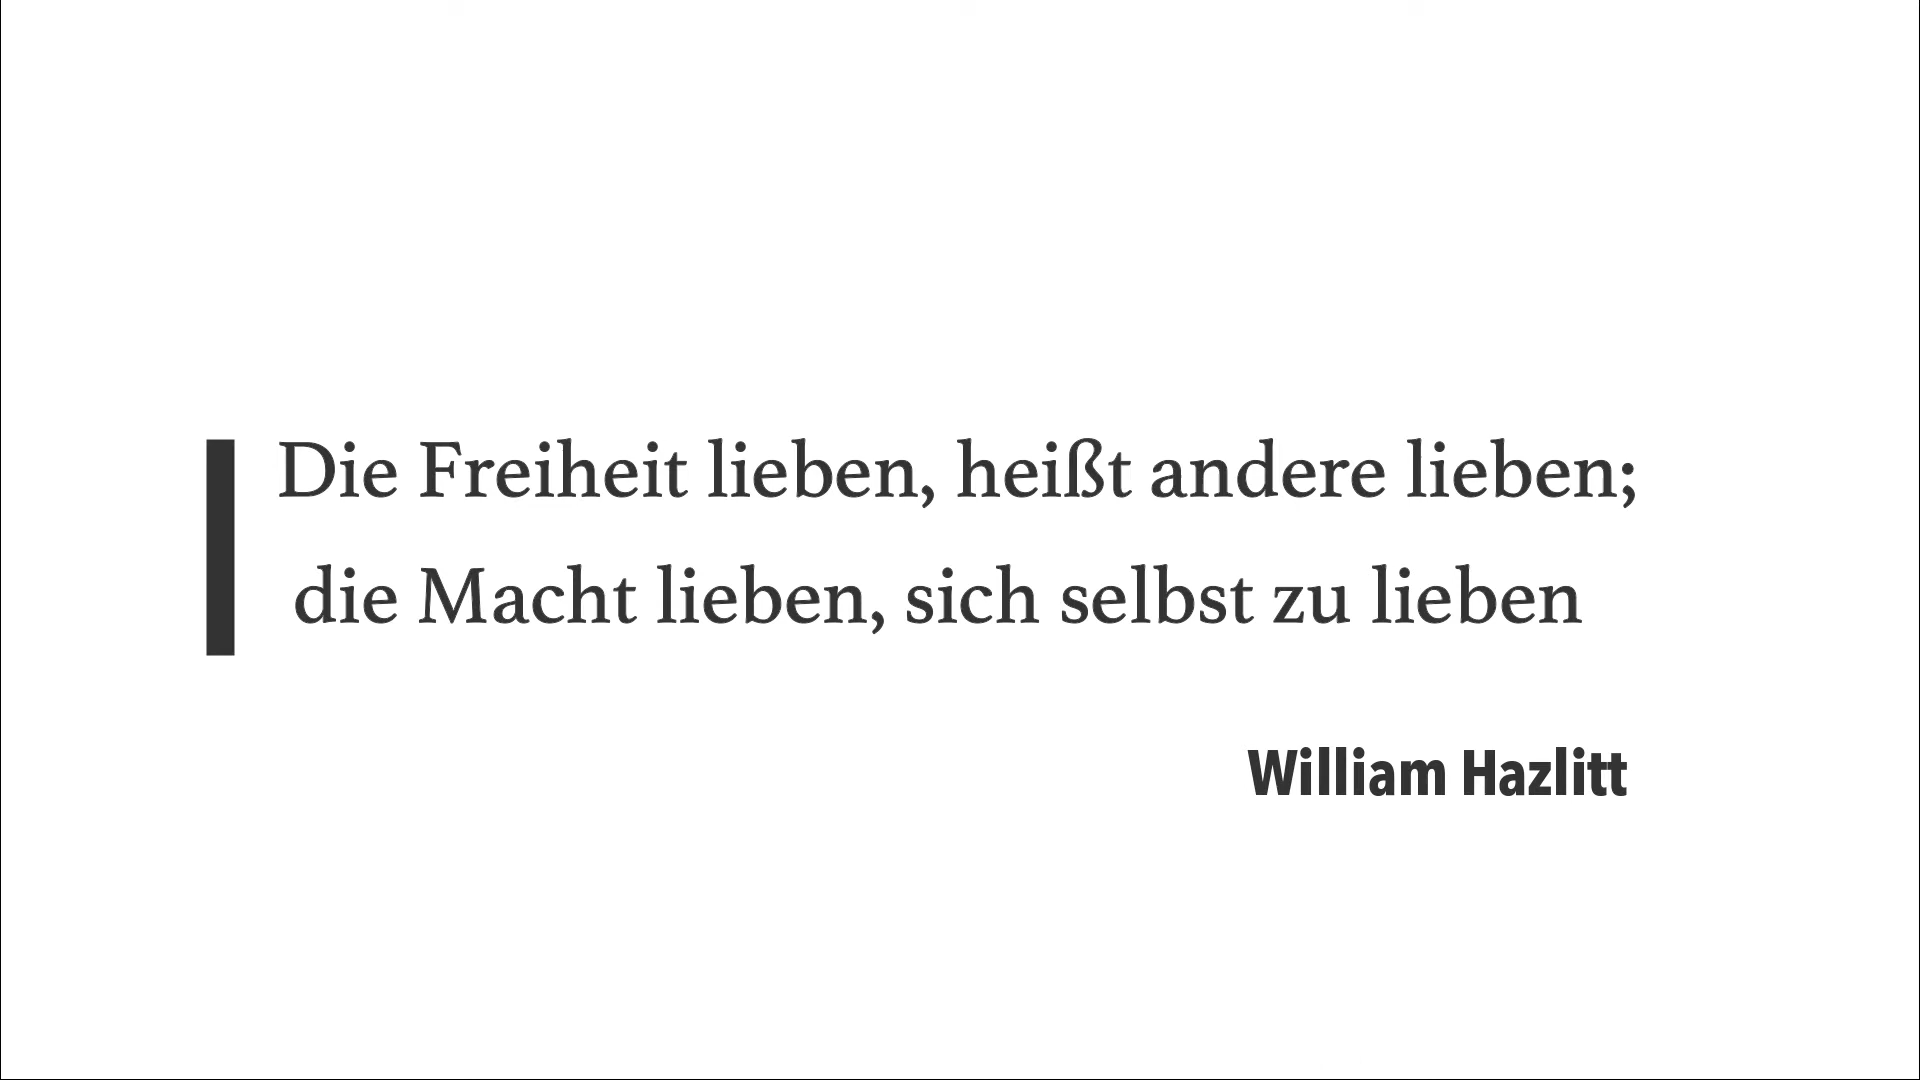 Die Freiheit lieben, heißt andere lieben;
die Macht lieben, sich selbst zu lieben
William Hazlitt